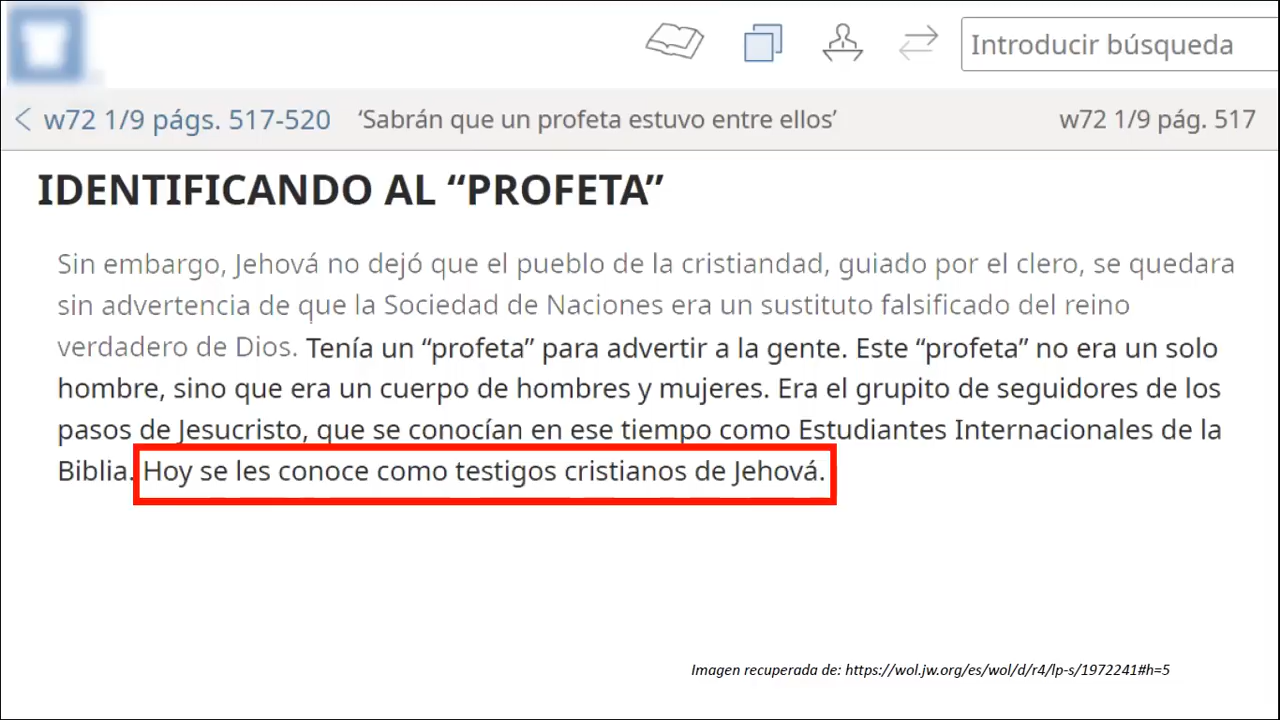 Introducir búsqueda
w72 1/9 págs. 517-520 ‘Sabrán que un profeta estuvo entre ellos’ w72 1/9 pág. 517
IDENTIFICANDO AL “PROFETA”
Sin embargo, Jehová no dejó que el pueblo de la cristiandad, guiado por el clero, se quedara
sin advertencia de que la Sociedad de Naciones era un sustituto falsificado del reino
verdadero de Dios. Tenía un “profeta” para advertir a la gente. Este “profeta” no era un solo
hombre, sino que era un cuerpo de hombres y mujeres. Era el grupito de seguidores de los
pasos de Jesucristo, que se conocían en ese tiempo como Estudiantes Internacionales de la
Biblia. Hoy se les conoce como testigos cristianos de Jehová.
Imagen recuperada de: https://wol.jw.org/es/wol/d/r4/lp-s/1972241#h=5